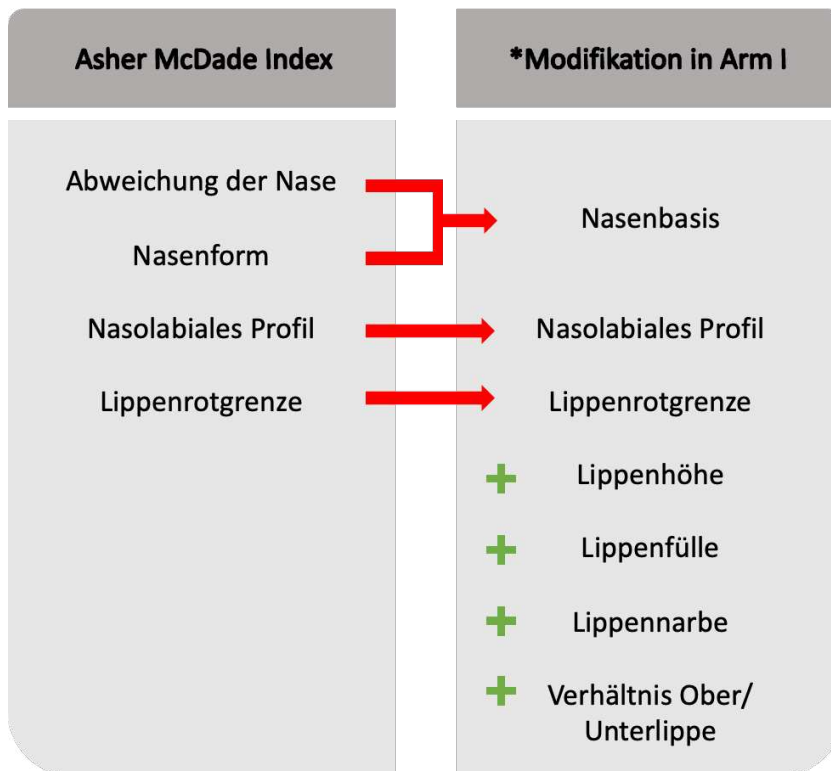 Asher McDade Index
*Modifikation in Arm I
Abweichung der Nase
Nasenform
Nasolabiales Profil
Lippenrotgrenze
Nasenbasis
Nasolabiales Profil
Lippenrotgrenze
Lippenhöhe
Lippenfülle
Lippennarbe
Verhältnis Ober/
Unterlippe